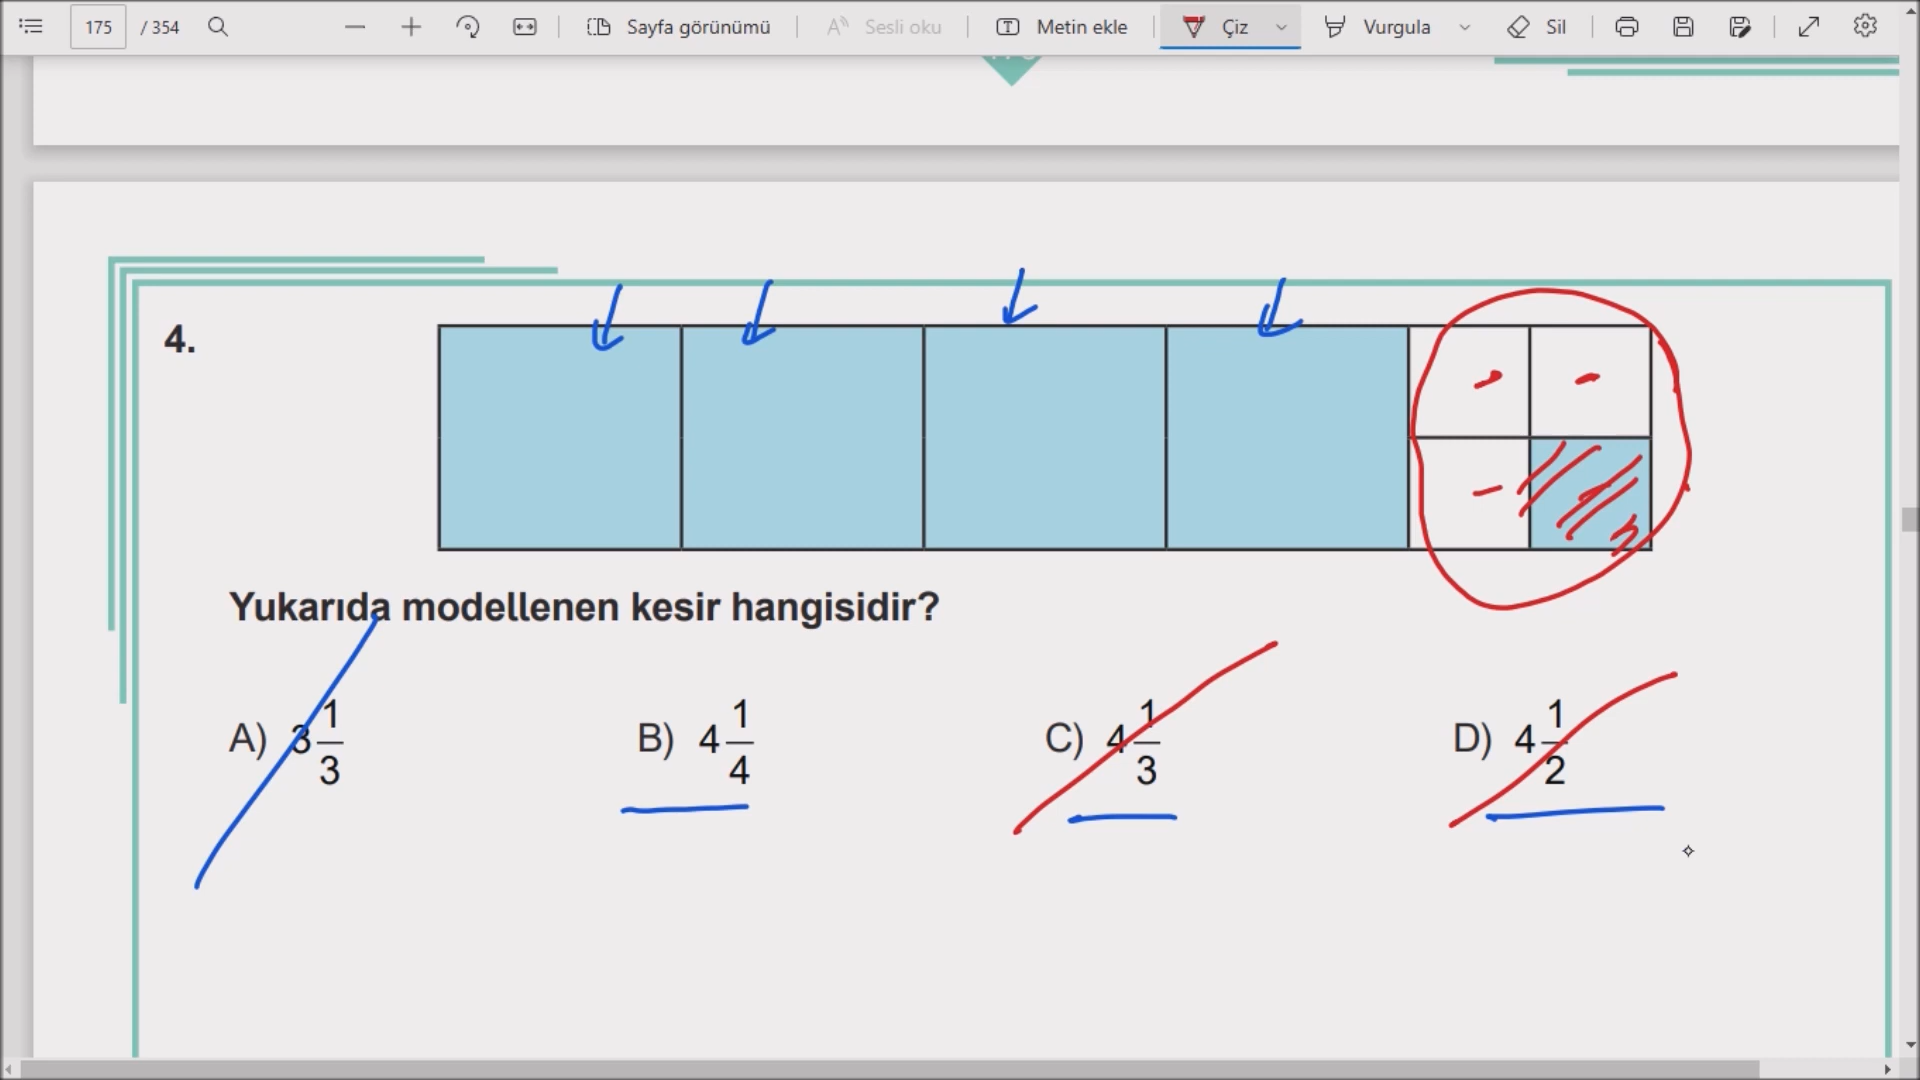 175 / 354 Sayfa görünümü Sesli oku Metin ekle Çiz Vurgula Sil
4.
Yukarıda modellenen kesir hangisidir?
A) 3 1/3 B) 4 1/4 C) 4 1/3 D) 4 1/2